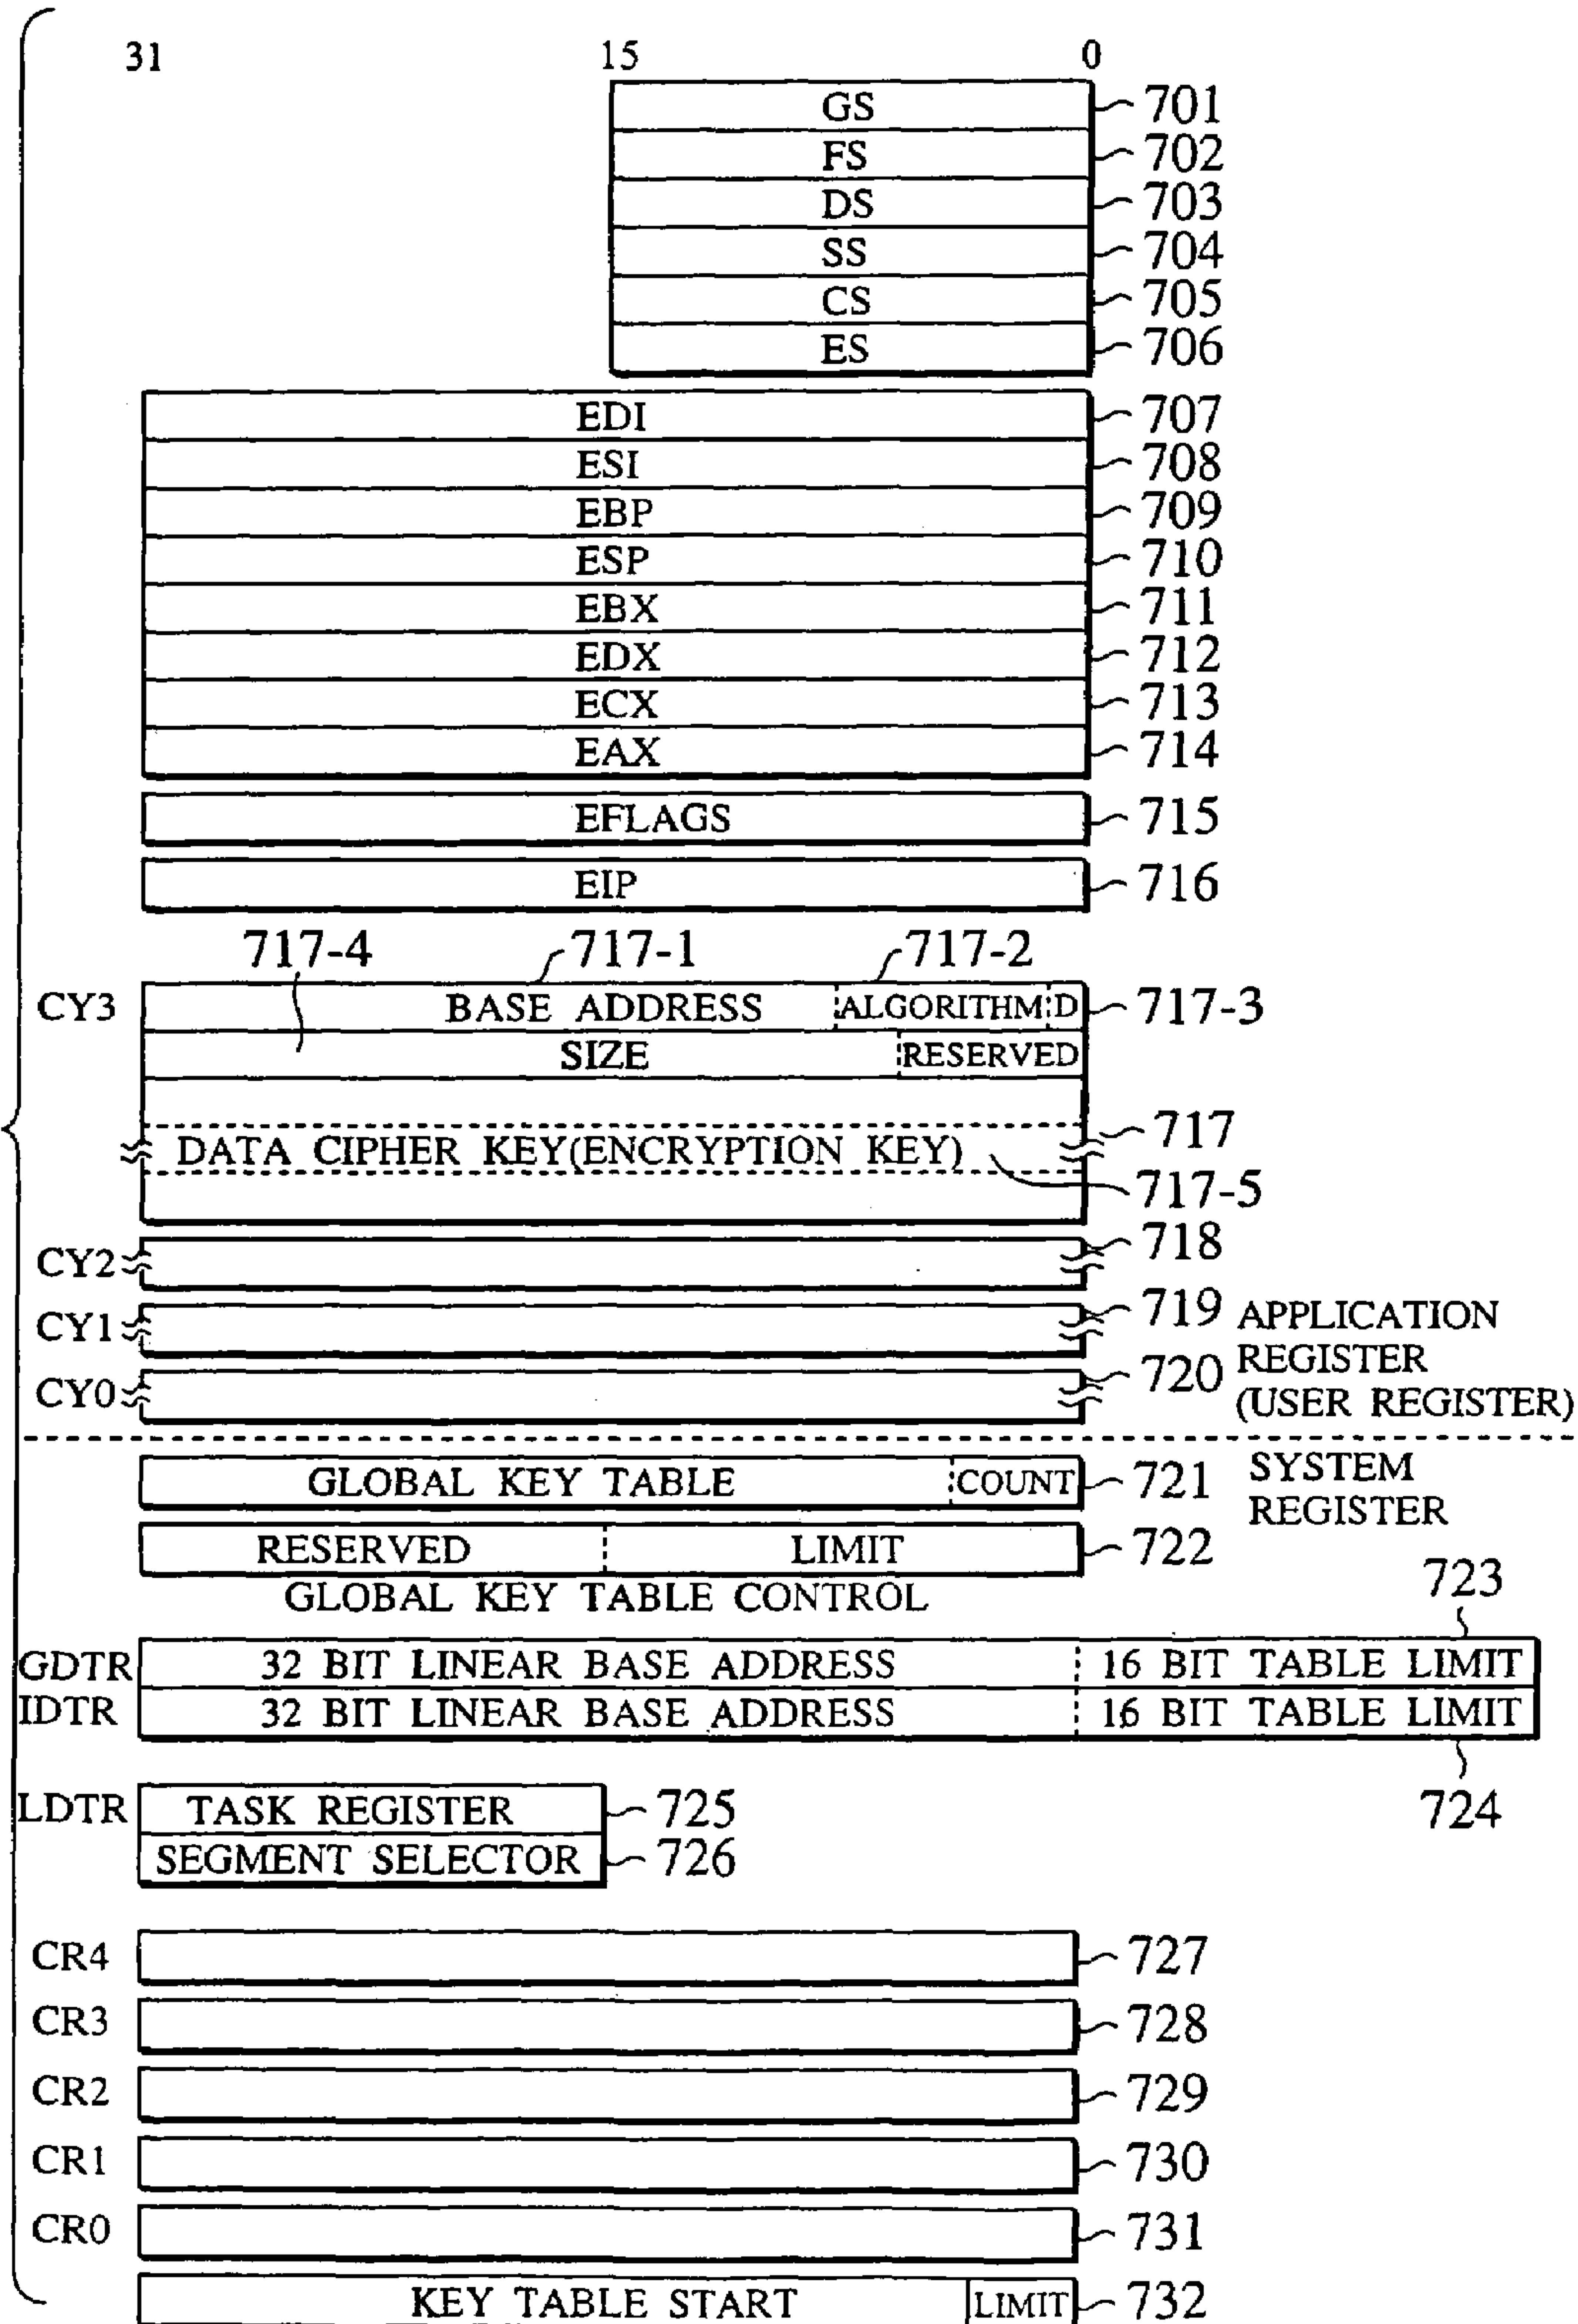 31 15 0
GS 701
FS 702
DS 703
SS 704
CS 705
ES 706
EDI 707
ESI 708
EBP 709
ESP 710
EBX 711
EDX 712
ECX 713
EAX 714
EFLAGS 715
EIP 716
717-4 717-1 717-2
CY3 BASE ADDRESS ALGORITHM D 717-3
SIZE RESERVED
DATA CIPHER KEY(ENCRYPTION KEY) 717
717-5
CY2 718
CY1 719
CY0 720
APPLICATION
REGISTER
(USER REGISTER)
GLOBAL KEY TABLE COUNT 721
SYSTEM
REGISTER
RESERVED LIMIT 722
GLOBAL KEY TABLE CONTROL
723
GDTR 32 BIT LINEAR BASE ADDRESS 16 BIT TABLE LIMIT
IDTR 32 BIT LINEAR BASE ADDRESS 16 BIT TABLE LIMIT
724
LDTR TASK REGISTER 725
SEGMENT SELECTOR 726
CR4 727
CR3 728
CR2 729
CR1 730
CR0 731
KEY TABLE START LIMIT 732